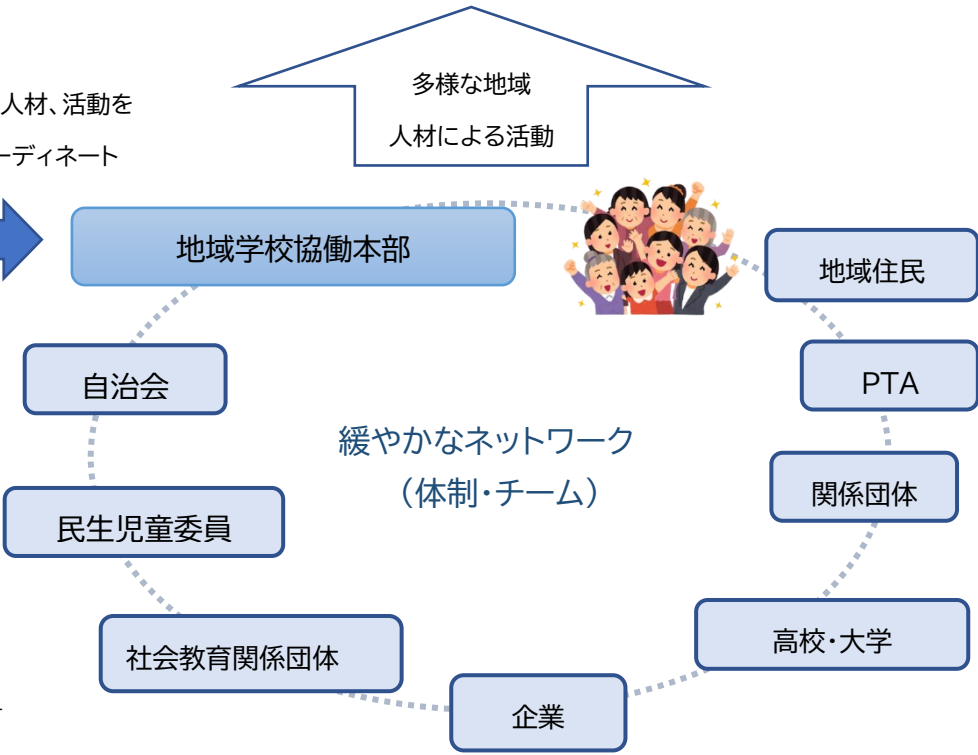 多様な地域
人材による活動
人材、活動を
ーディネート
地域学校協働本部
地域住民
自治会
PTA
緩やかなネットワーク
（体制・チーム）
関係団体
民生児童委員
高校・大学
社会教育関係団体
企業